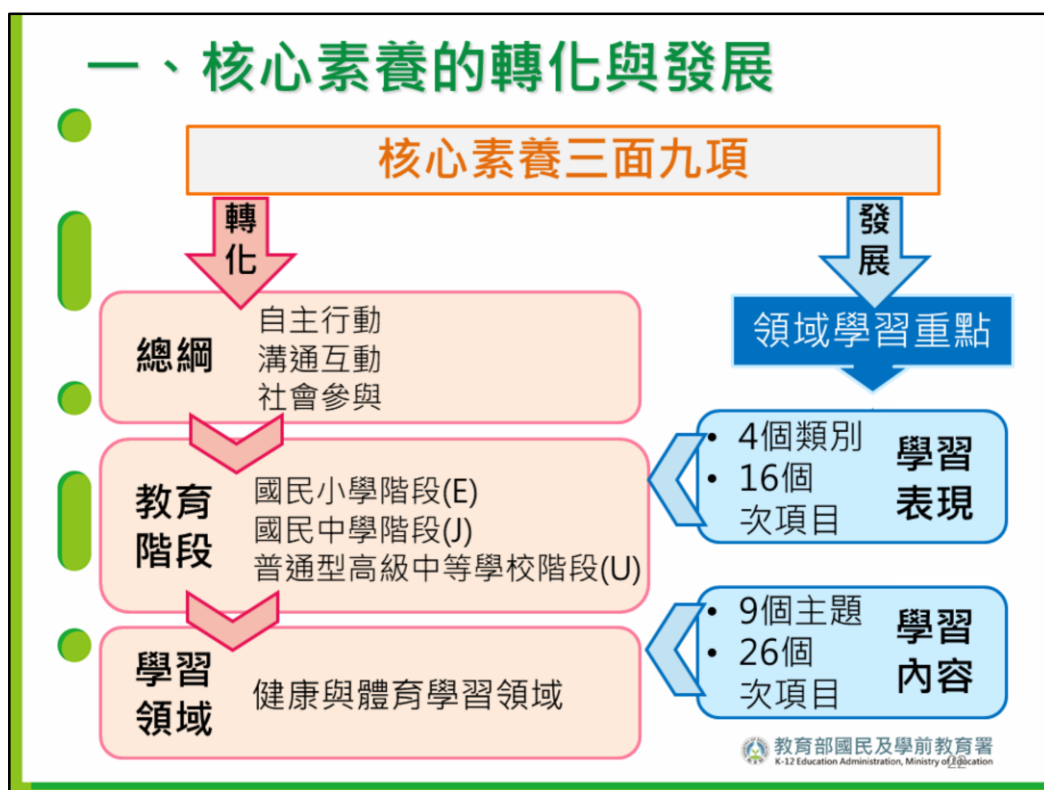 一、核心素養的轉化與發展
核心素養三面九項
轉
化
總綱
自主行動
溝通互動
社會參與
教育
階段
國民小學階段(E)
國民中學階段(J)
普通型高級中等學校階段(U)
學習
領域
健康與體育學習領域
發
展
領域學習重點
• 4個類別
• 16個
次項目
學習
表現
• 9個主題
• 26個
次項目
學習
內容
教育部國民及學前教育署
K-12 Education Administration, Ministry of Education
22